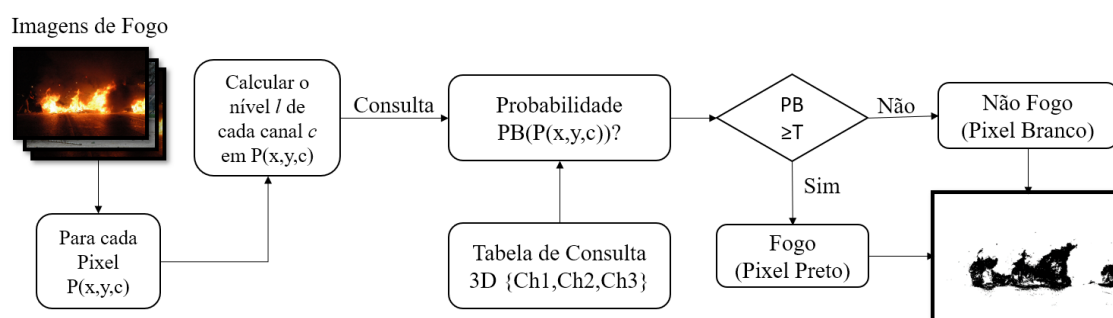 Imagens de Fogo
Para cada
Pixel
P(x,y,c)
Calcular o
nível l de
cada canal c
em P(x,y,c)
Consulta
Probabilidade
PB(P(x,y,c))?
Tabela de Consulta
3D {Ch1,Ch2,Ch3}
PB
≥T
Não
Não Fogo
(Pixel Branco)
Sim
Fogo
(Pixel Preto)